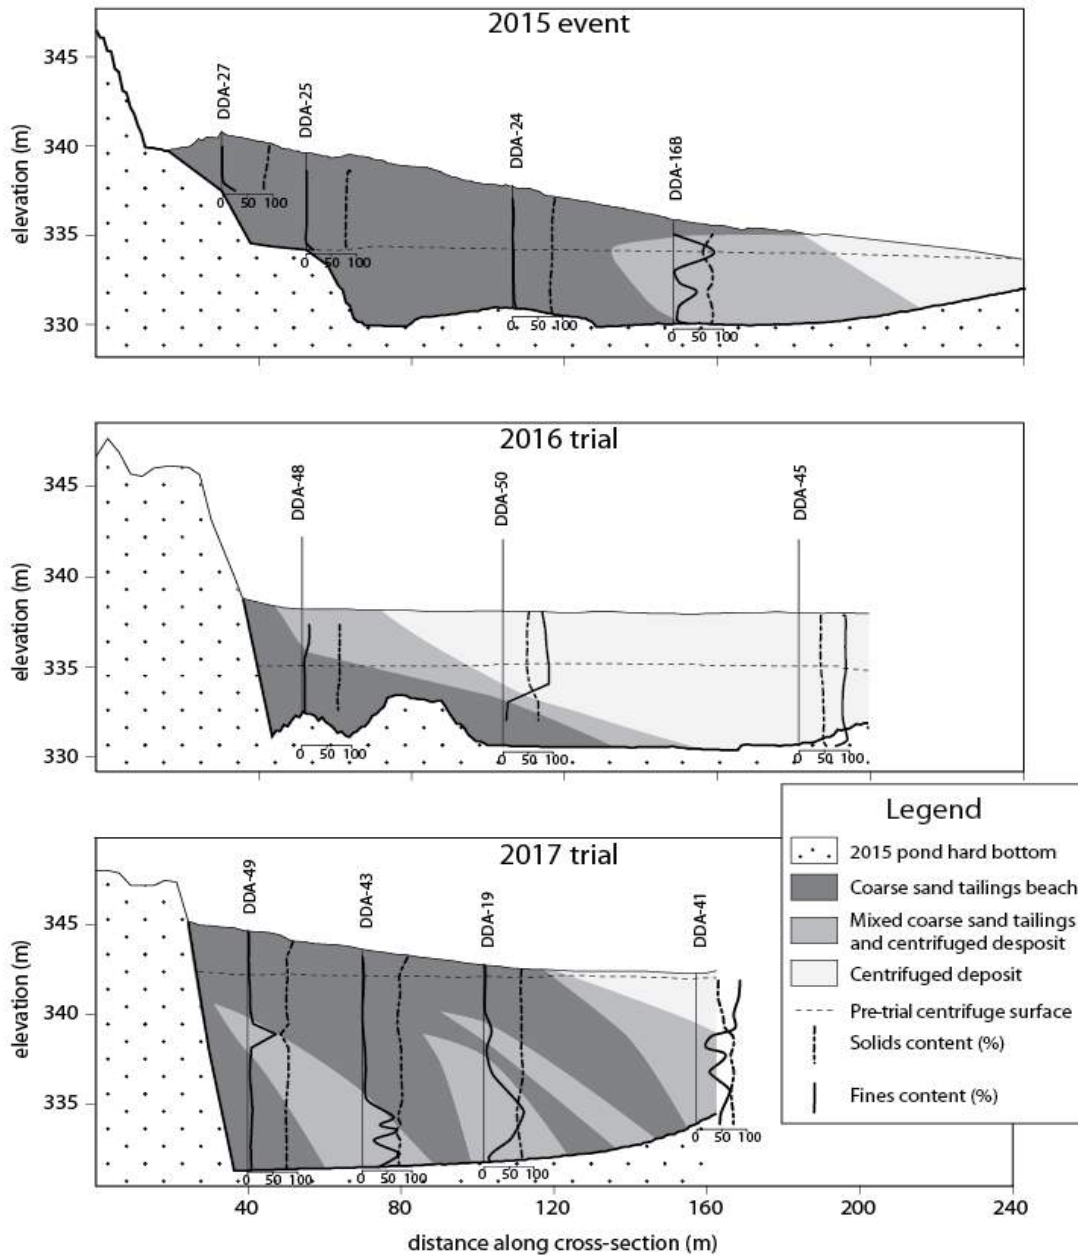 2015 event
elevation (m)
345
340
335
330
DDA-27
DDA-25
DDA-24
DDA-16B
0 50 100
0 50 100
0 50 100
0 50 100
2016 trial
elevation (m)
345
340
335
330
DDA-48
DDA-50
DDA-45
0 50 100
0 50 100
0 50 100
2017 trial
elevation (m)
345
340
335
DDA-49
DDA-43
DDA-19
DDA-41
0 50 100
0 50 100
0 50 100
0 50 100
40 80 120 160 200 240
distance along cross-section (m)
Legend
2015 pond hard bottom
Coarse sand tailings beach
Mixed coarse sand tailings
and centrifuged desposit
Centrifuged deposit
Pre-trial centrifuge surface
Solids content (%)
Fines content (%)